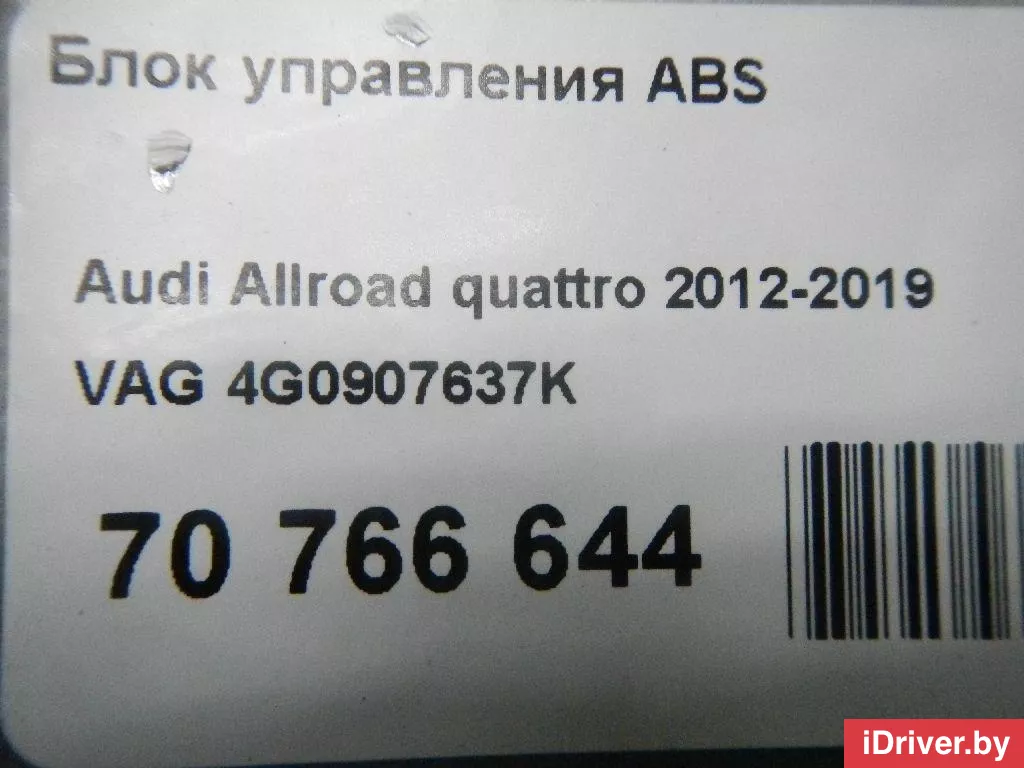 Блок управления ABS
Audi Allroad quattro 2012-2019
VAG 4G0907637K
70 766 644
iDriver.by